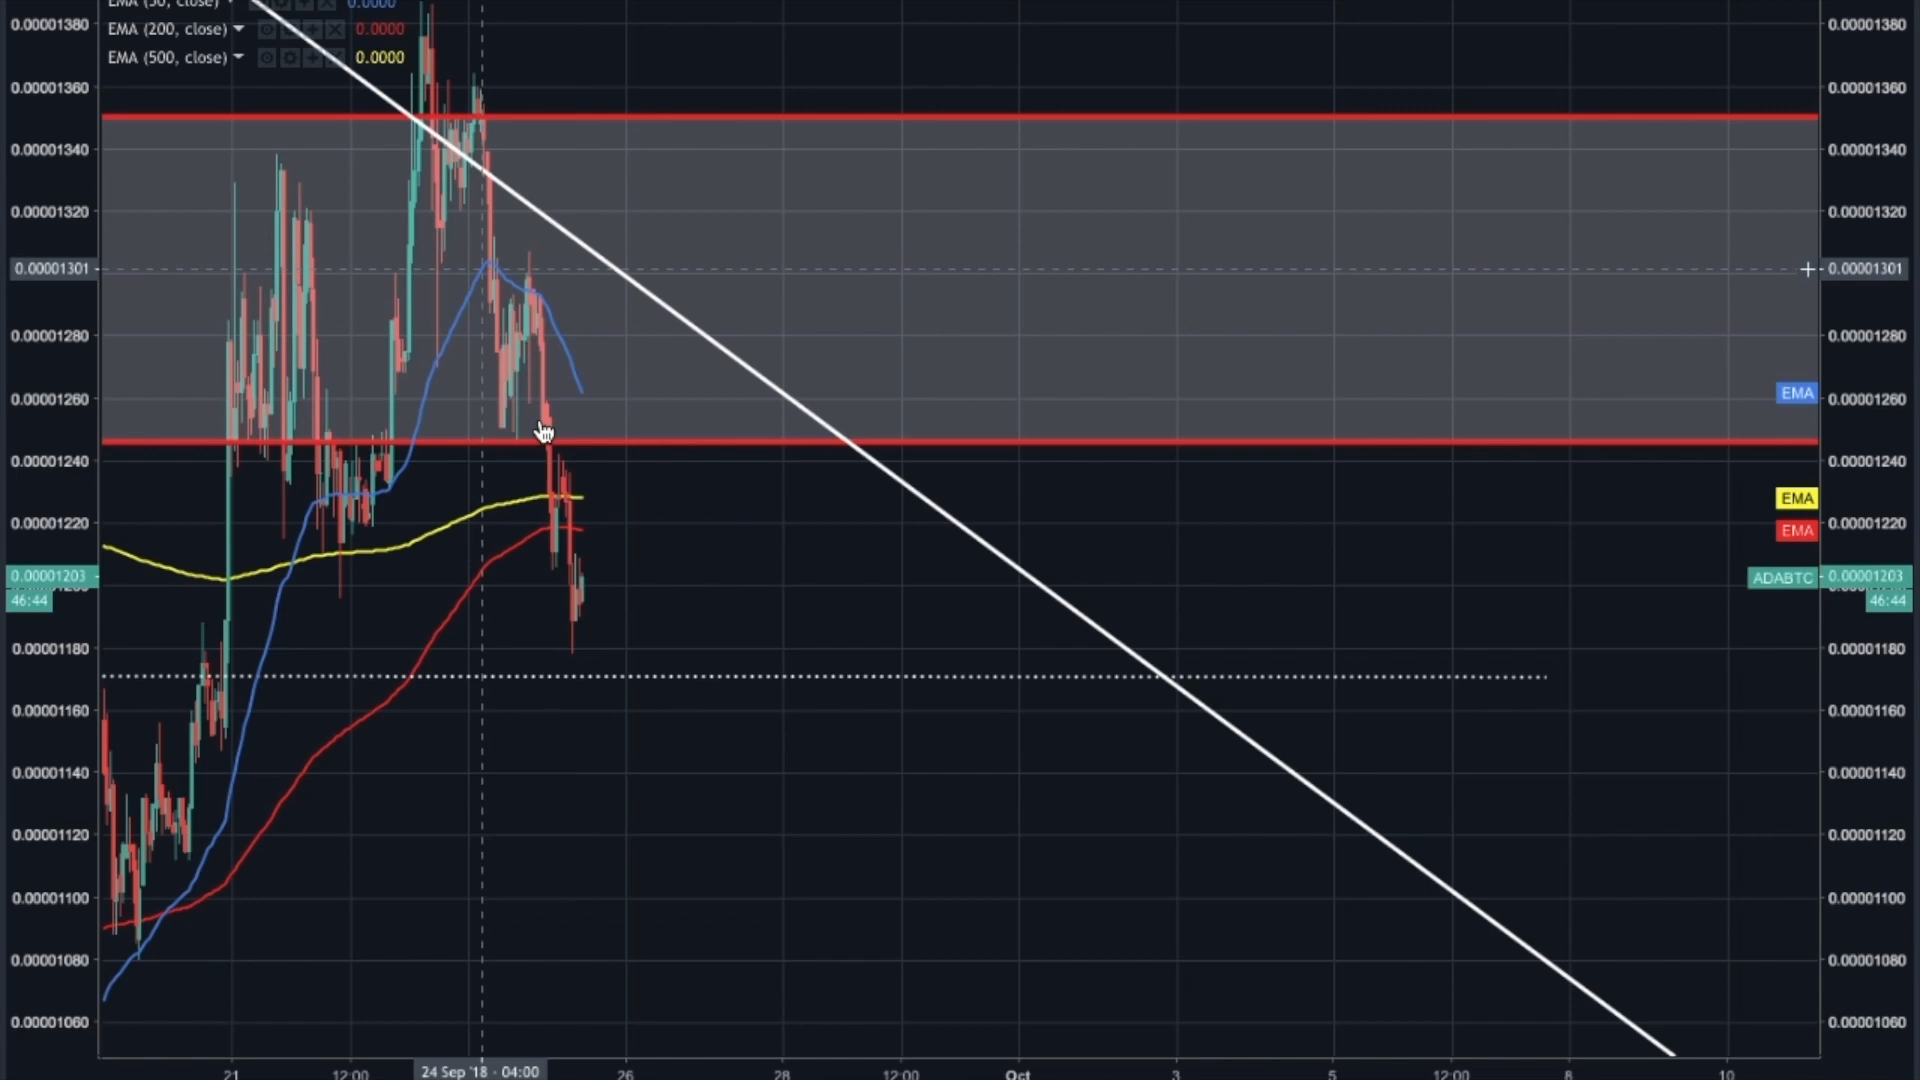 EMA (50, close) 0.0000
EMA (200, close) 0.0000
EMA (500, close) 0.0000
0.00001380 0.00001380
0.00001360 0.00001360
0.00001340 0.00001340
0.00001320 0.00001320
0.00001301 0.00001301
0.00001280 0.00001280
EMA
0.00001260 0.00001260
0.00001240 0.00001240
EMA
0.00001220 0.00001220
EMA
0.00001203 ADABTC 0.00001203
46:44 46:44
0.00001180 0.00001180
0.00001160 0.00001160
0.00001140 0.00001140
0.00001120 0.00001120
0.00001100 0.00001100
0.00001080 0.00001080
0.00001060 0.00001060
21 12:00 24 Sep '18 - 04:00 26 28 12:00 Oct 3 5 12:00 8 10